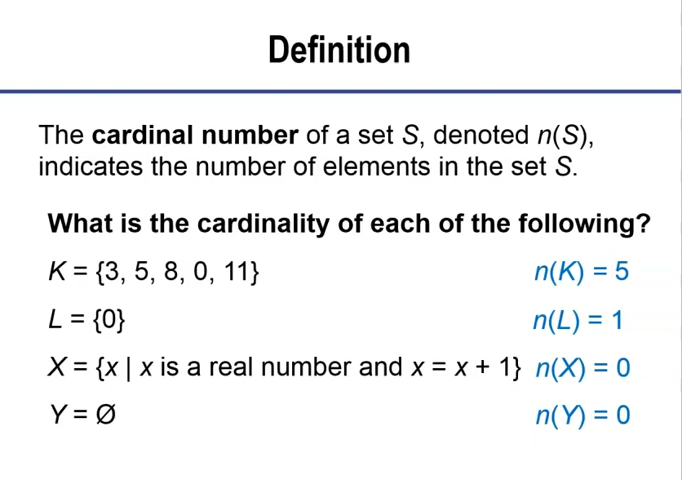 Definition
The cardinal number of a set S, denoted n(S),
indicates the number of elements in the set S.
What is the cardinality of each of the following?
K = {3, 5, 8, 0, 11} n(K) = 5
L = {0} n(L) = 1
X = {x | x is a real number and x = x + 1} n(X) = 0
Y = Ø n(Y) = 0